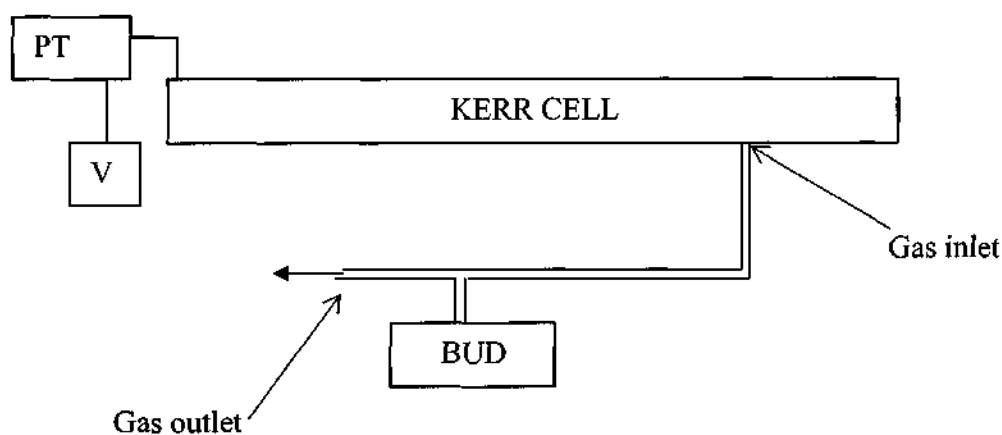 PT
KERR CELL
V
Gas inlet
BUD
Gas outlet